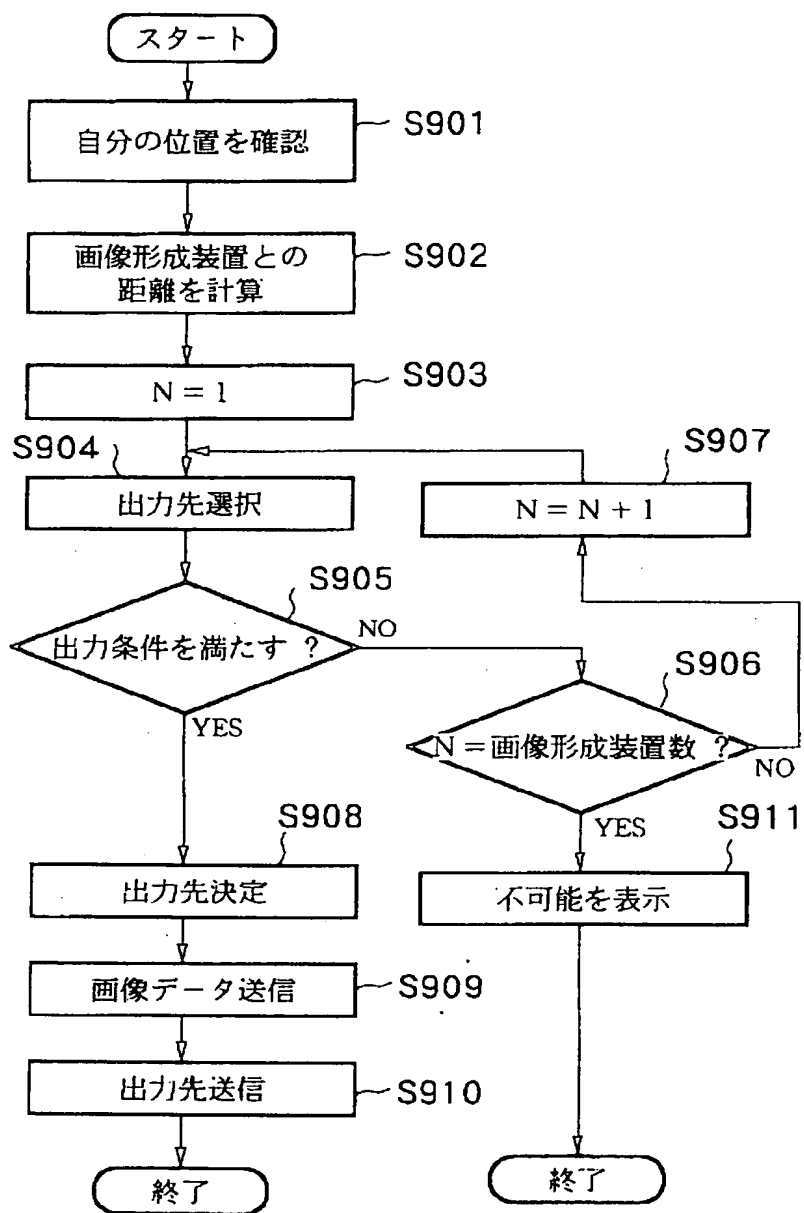 スタート
自分の位置を確認
S901
画像形成装置との
距離を計算
S902
N = 1
S903
S904
出力先選択
S907
N = N + 1
S905
出力条件を満たす ?
NO
YES
S906
N = 画像形成装置数 ?
NO
YES
S908
出力先決定
S911
不可能を表示
画像データ送信
S909
出力先送信
S910
終了
終了